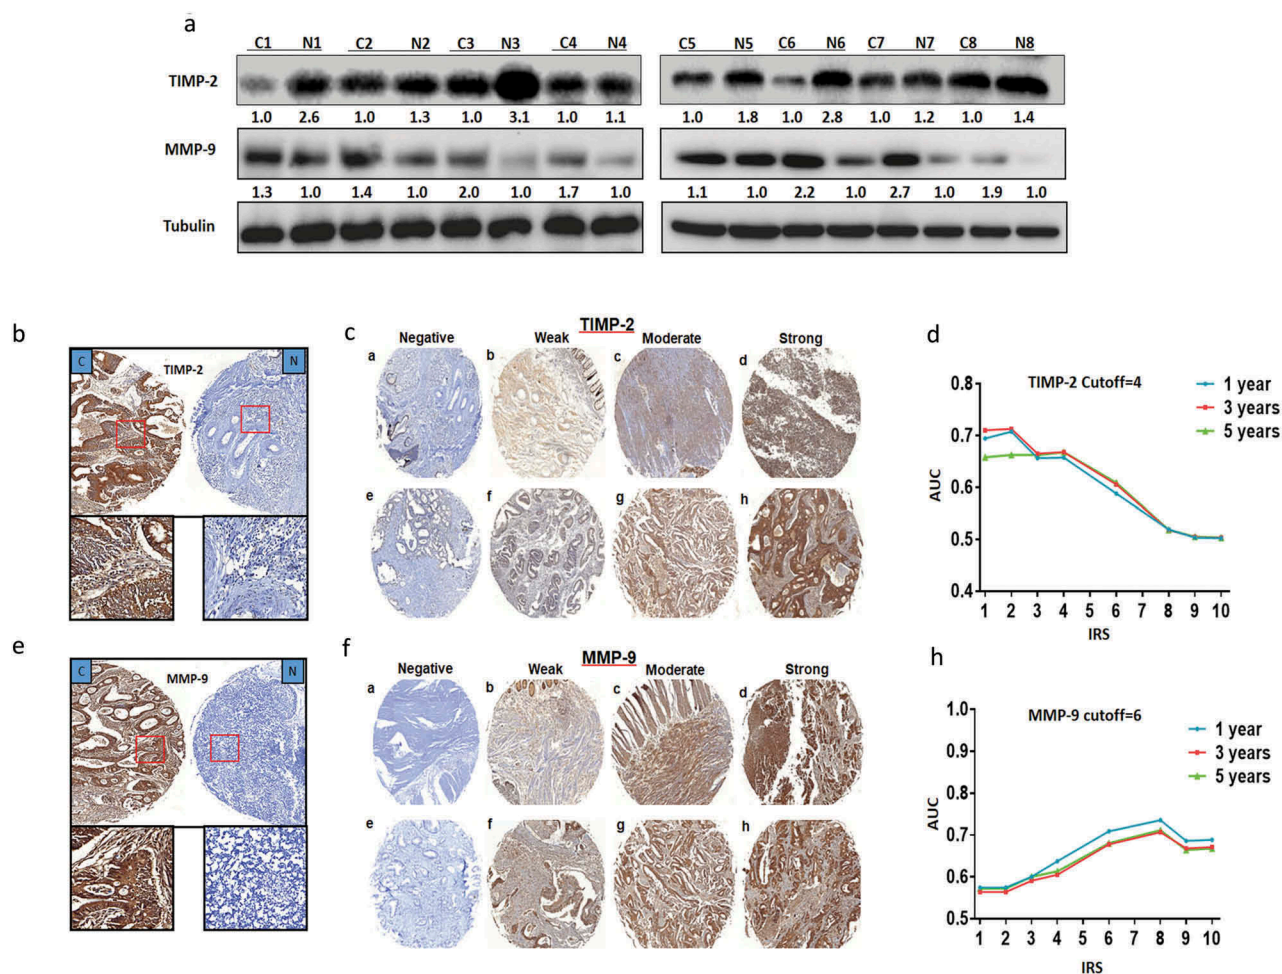 a
C1 N1 C2 N2 C3 N3 C4 N4 C5 N5 C6 N6 C7 N7 C8 N8
TIMP-2
1.0 2.6 1.0 1.3 1.0 3.1 1.0 1.1 1.0 1.8 1.0 2.8 1.0 1.2 1.0 1.4
MMP-9
1.3 1.0 1.4 1.0 2.0 1.0 1.7 1.0 1.1 1.0 2.2 1.0 2.7 1.0 1.9 1.0
Tubulin
b
C TIMP-2 N
c
TIMP-2
Negative Weak Moderate Strong
a b c d
e f g h
d
TIMP-2 Cutoff=4
1 year
3 years
5 years
AUC
0.8
0.7
0.6
0.5
0.4
1 2 3 4 5 6 7 8 9 10
IRS
e
C MMP-9 N
f
MMP-9
Negative Weak Moderate Strong
a b c d
e f g h
h
MMP-9 cutoff=6
1 year
3 years
5 years
AUC
1.0
0.9
0.8
0.7
0.6
0.5
1 2 3 4 5 6 7 8 9 10
IRS